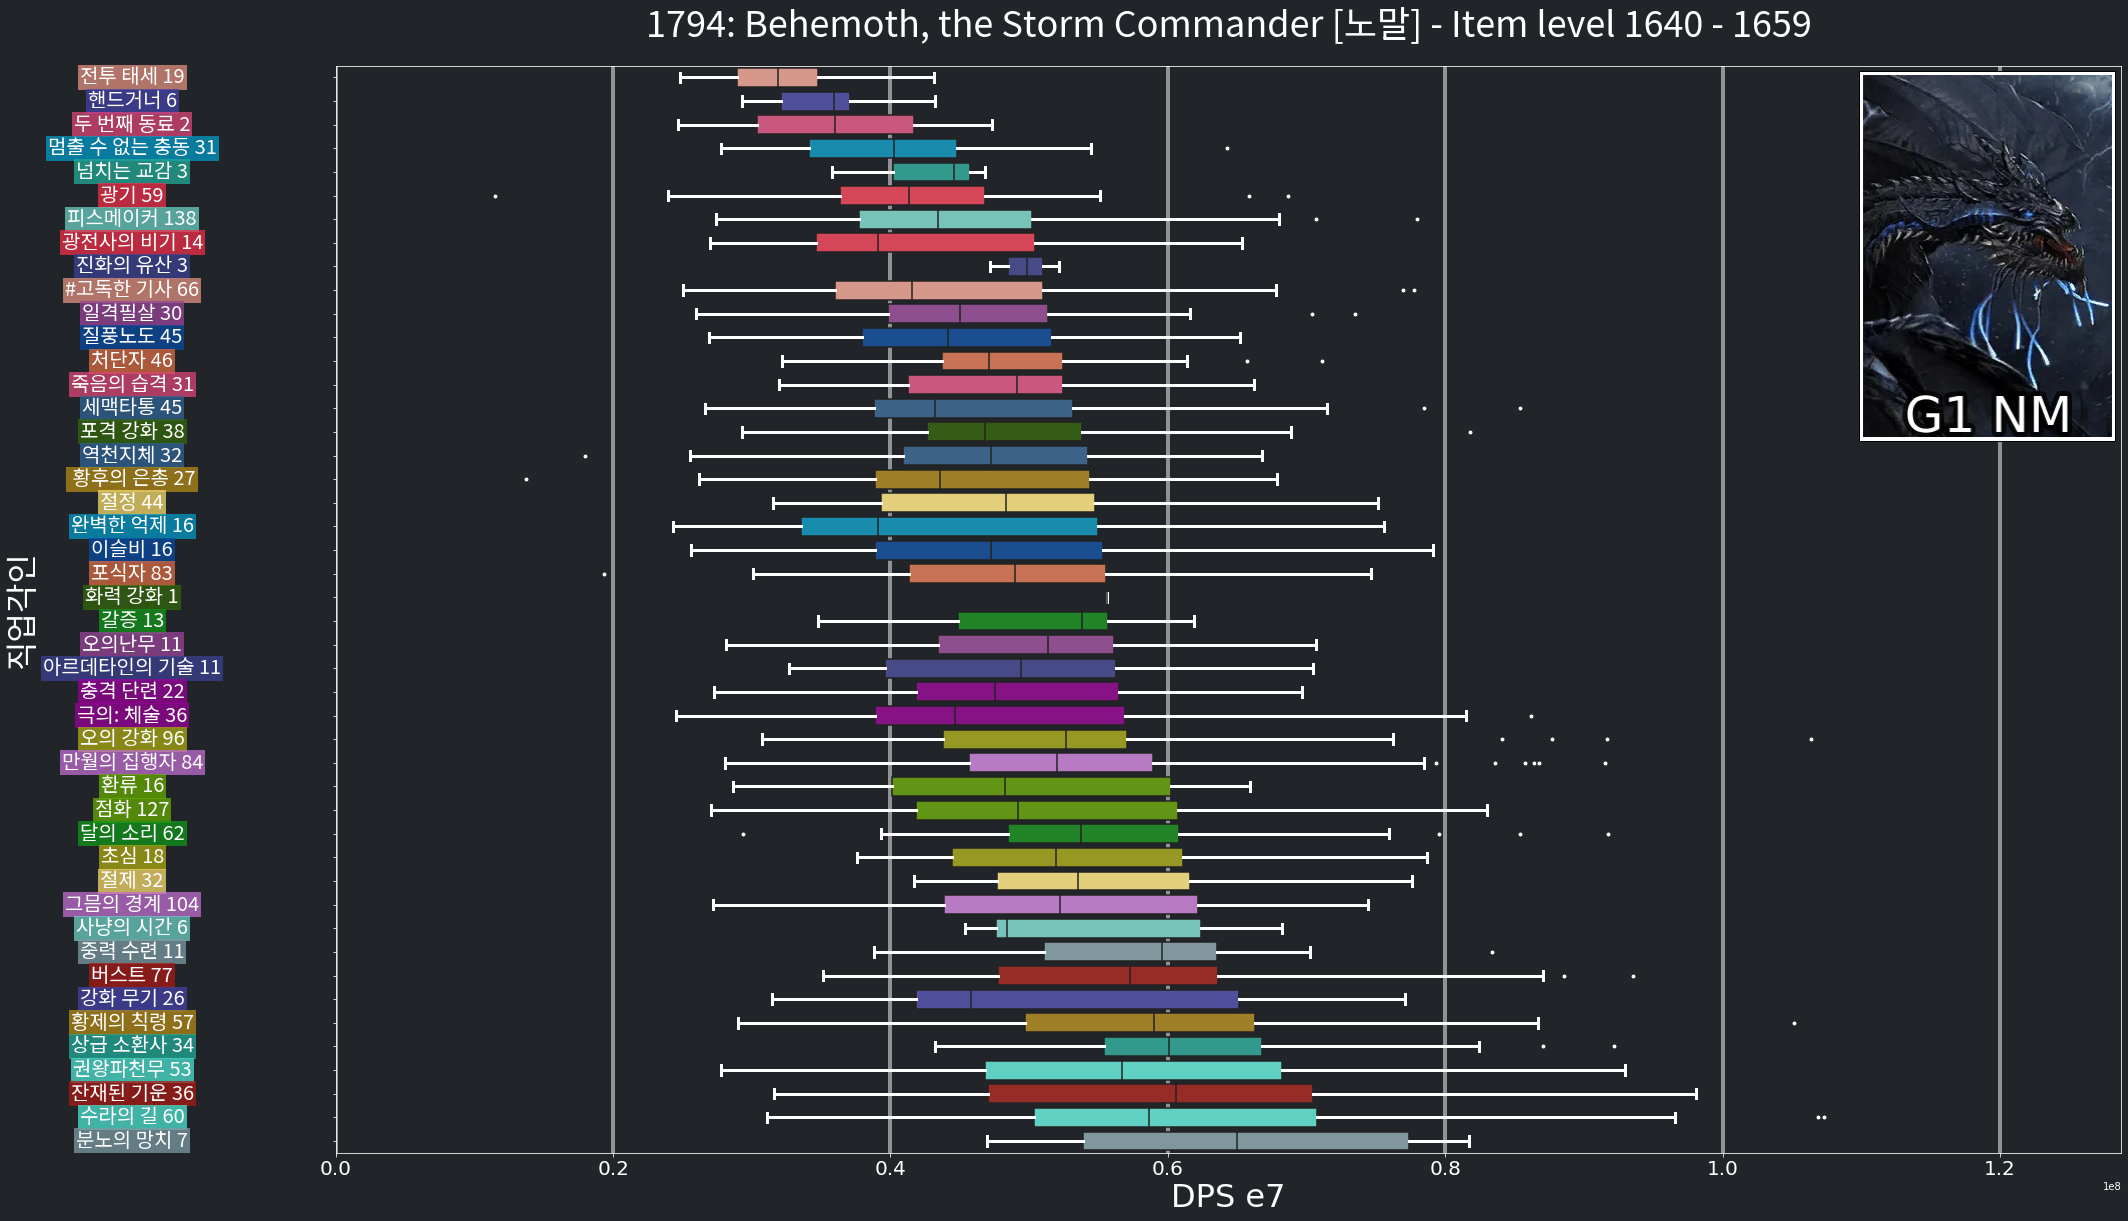 1794: Behemoth, the Storm Commander [노말] - Item level 1640 - 1659
직업각인
전투 태세 19
핸드거너 6
두 번째 동료 2
멈출 수 없는 충동 31
넘치는 교감 3
광기 59
피스메이커 138
광전사의 비기 14
진화의 유산 3
#고독한 기사 66
일격필살 30
질풍노도 45
처단자 46
죽음의 습격 31
세맥타통 45
포격 강화 38
역천지체 32
황후의 은총 27
절정 44
완벽한 억제 16
이슬비 16
포식자 83
화력 강화 1
갈증 13
오의난무 11
아르데타인의 기술 11
충격 단련 22
극의: 체술 36
오의 강화 96
만월의 집행자 84
환류 16
점화 127
달의 소리 62
초심 18
절제 32
그믐의 경계 104
사냥의 시간 6
중력 수련 11
버스트 77
강화 무기 26
황제의 칙령 57
상급 소환사 34
권왕파천무 53
잔재된 기운 36
수라의 길 60
분노의 망치 7
G1 NM
0.0 0.2 0.4 0.6 0.8 1.0 1.2
DPS e7
1e8